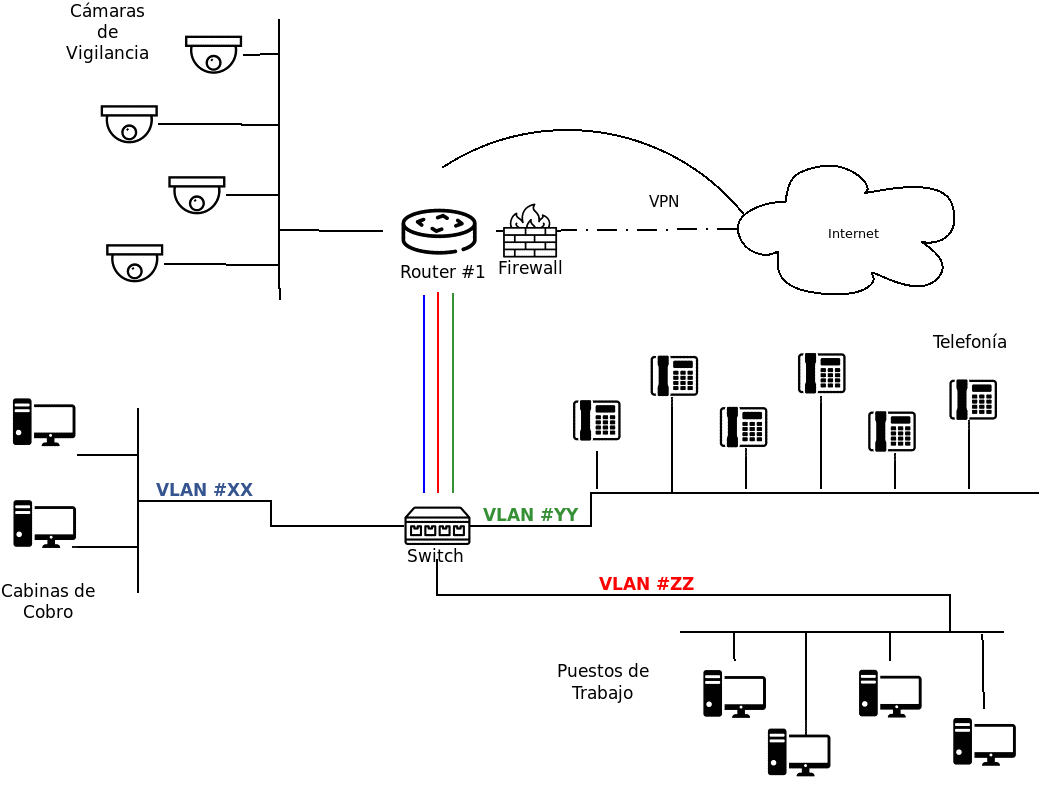 Cámaras
de
Vigilancia
VPN
Internet
Router #1
Firewall
Telefonía
VLAN #XX
VLAN #YY
Switch
VLAN #ZZ
Cabinas de
Cobro
Puestos de
Trabajo